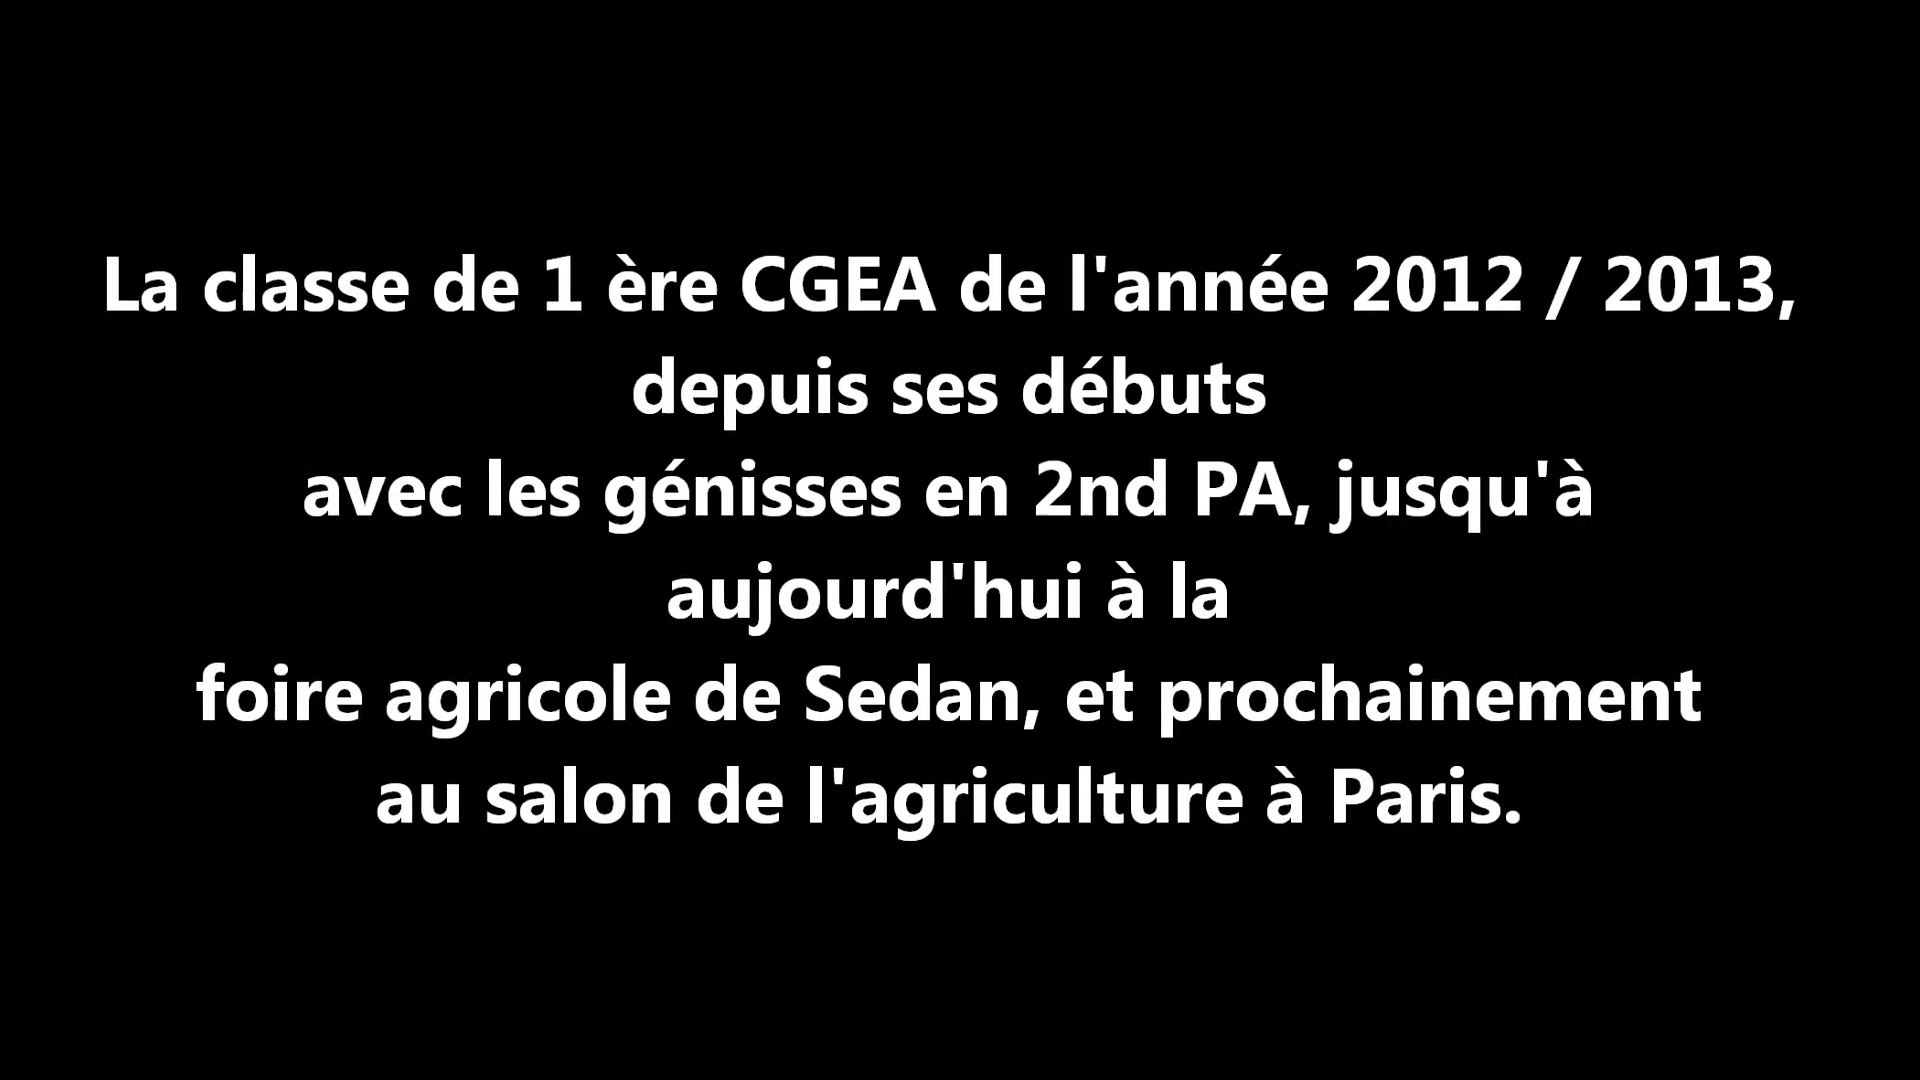 La classe de 1 ère CGEA de l'année 2012 / 2013,
depuis ses débuts
avec les génisses en 2nd PA, jusqu'à
aujourd'hui à la
foire agricole de Sedan, et prochainement
au salon de l'agriculture à Paris.